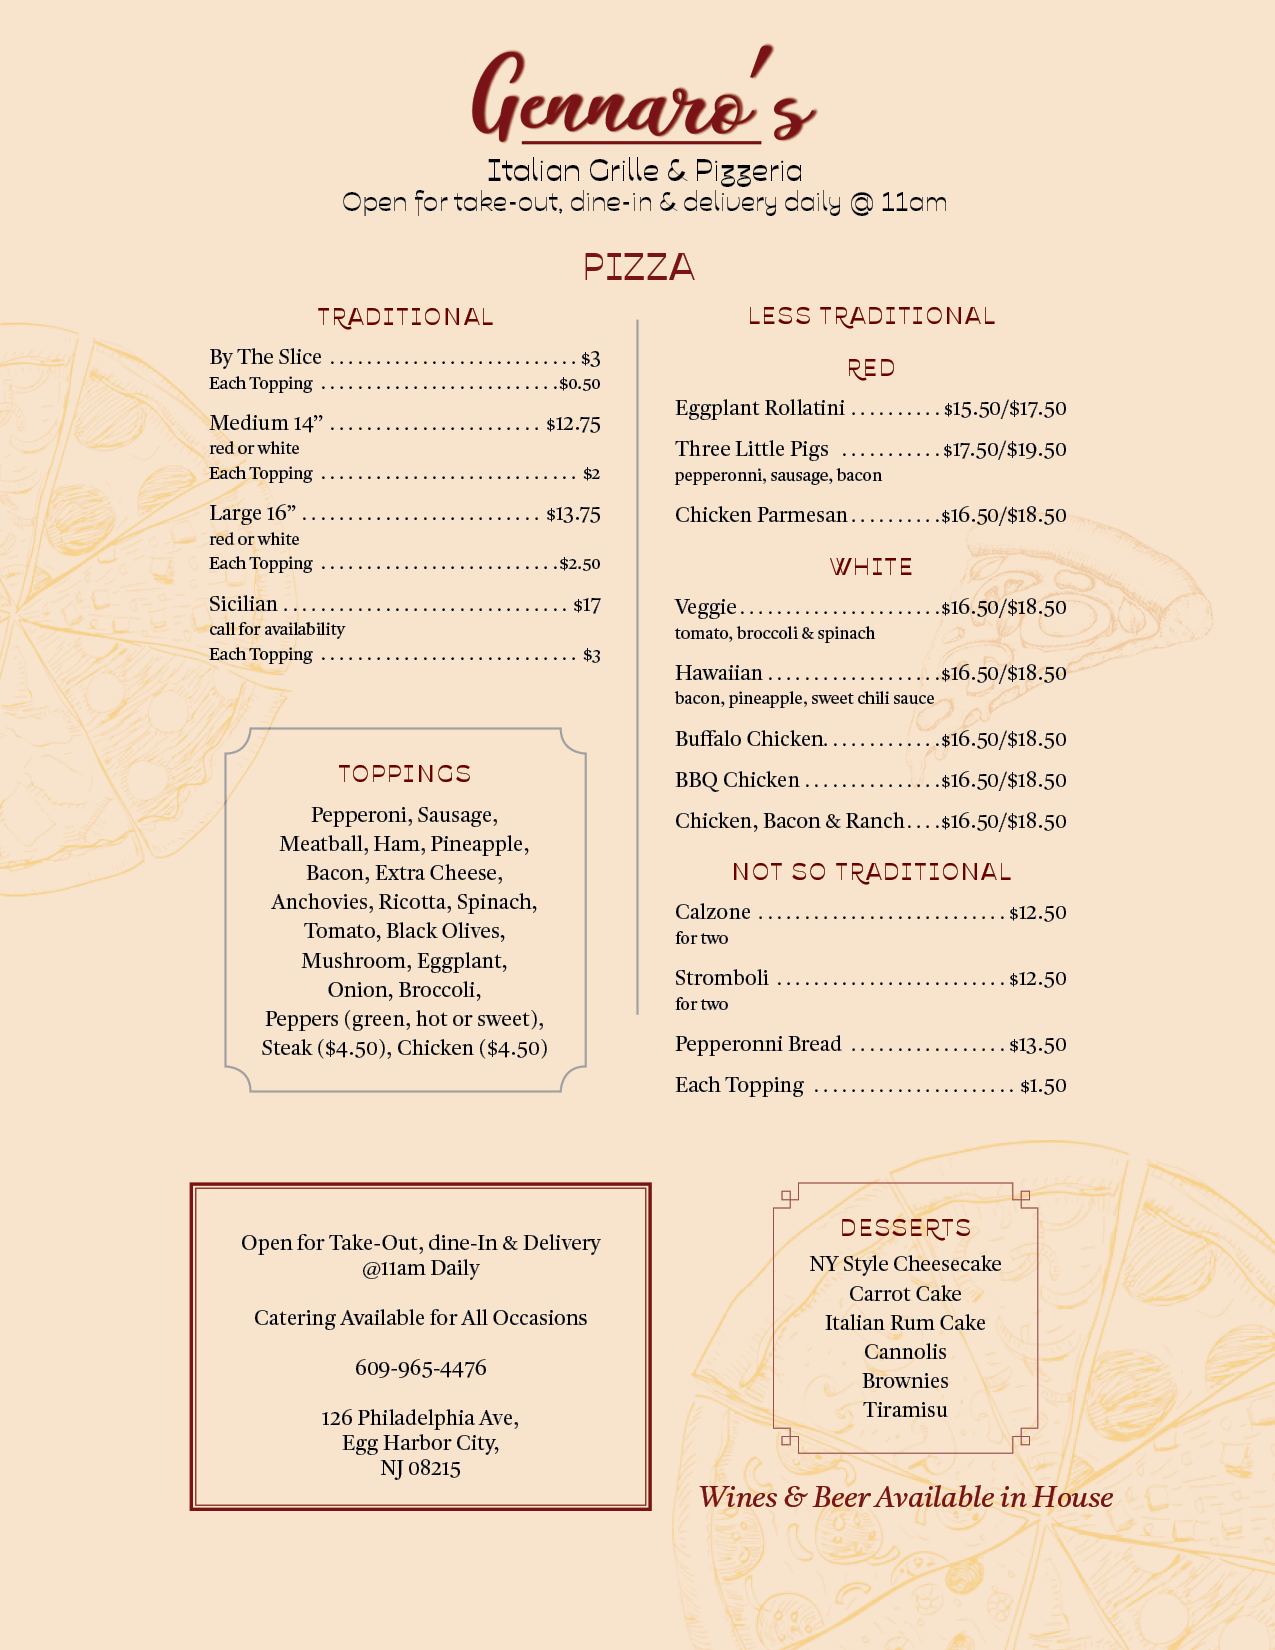 Gennaro's
Italian Grille & Pizzeria
Open for take-out, dine-in & delivery daily @ 11am
PIZZA
TRADITIONAL
By The Slice . . . . . . . . . . . . . . . . . . . . . . . . . . . $3
Each Topping . . . . . . . . . . . . . . . . . . . . . . . . . . $0.50
Medium 14” . . . . . . . . . . . . . . . . . . . . . . . $12.75
red or white
Each Topping . . . . . . . . . . . . . . . . . . . . . . . . . . . . $2
Large 16” . . . . . . . . . . . . . . . . . . . . . . . . . . $13.75
red or white
Each Topping . . . . . . . . . . . . . . . . . . . . . . . . . . $2.50
Sicilian . . . . . . . . . . . . . . . . . . . . . . . . . . . . . . . $17
call for availability
Each Topping . . . . . . . . . . . . . . . . . . . . . . . . . . . . $3
TOPPINGS
Pepperoni, Sausage,
Meatball, Ham, Pineapple,
Bacon, Extra Cheese,
Anchovies, Ricotta, Spinach,
Tomato, Black Olives,
Mushroom, Eggplant,
Onion, Broccoli,
Peppers (green, hot or sweet),
Steak ($4.50), Chicken ($4.50)
LESS TRADITIONAL
RED
Eggplant Rollatini . . . . . . . . . . $15.50/$17.50
Three Little Pigs . . . . . . . . . . . $17.50/$19.50
pepperonni, sausage, bacon
Chicken Parmesan . . . . . . . . . . $16.50/$18.50
WHITE
Veggie . . . . . . . . . . . . . . . . . . . . . . $16.50/$18.50
tomato, broccoli & spinach
Hawaiian . . . . . . . . . . . . . . . . . . . $16.50/$18.50
bacon, pineapple, sweet chili sauce
Buffalo Chicken. . . . . . . . . . . . . $16.50/$18.50
BBQ Chicken . . . . . . . . . . . . . . . $16.50/$18.50
Chicken, Bacon & Ranch . . . . $16.50/$18.50
NOT SO TRADITIONAL
Calzone . . . . . . . . . . . . . . . . . . . . . . . . . . . $12.50
for two
Stromboli . . . . . . . . . . . . . . . . . . . . . . . . . $12.50
for two
Pepperonni Bread . . . . . . . . . . . . . . . . . $13.50
Each Topping . . . . . . . . . . . . . . . . . . . . . . $1.50
Open for Take-Out, dine-In & Delivery
@11am Daily
Catering Available for All Occasions
609-965-4476
126 Philadelphia Ave,
Egg Harbor City,
NJ 08215
DESSERTS
NY Style Cheesecake
Carrot Cake
Italian Rum Cake
Cannolis
Brownies
Tiramisu
Wines & Beer Available in House